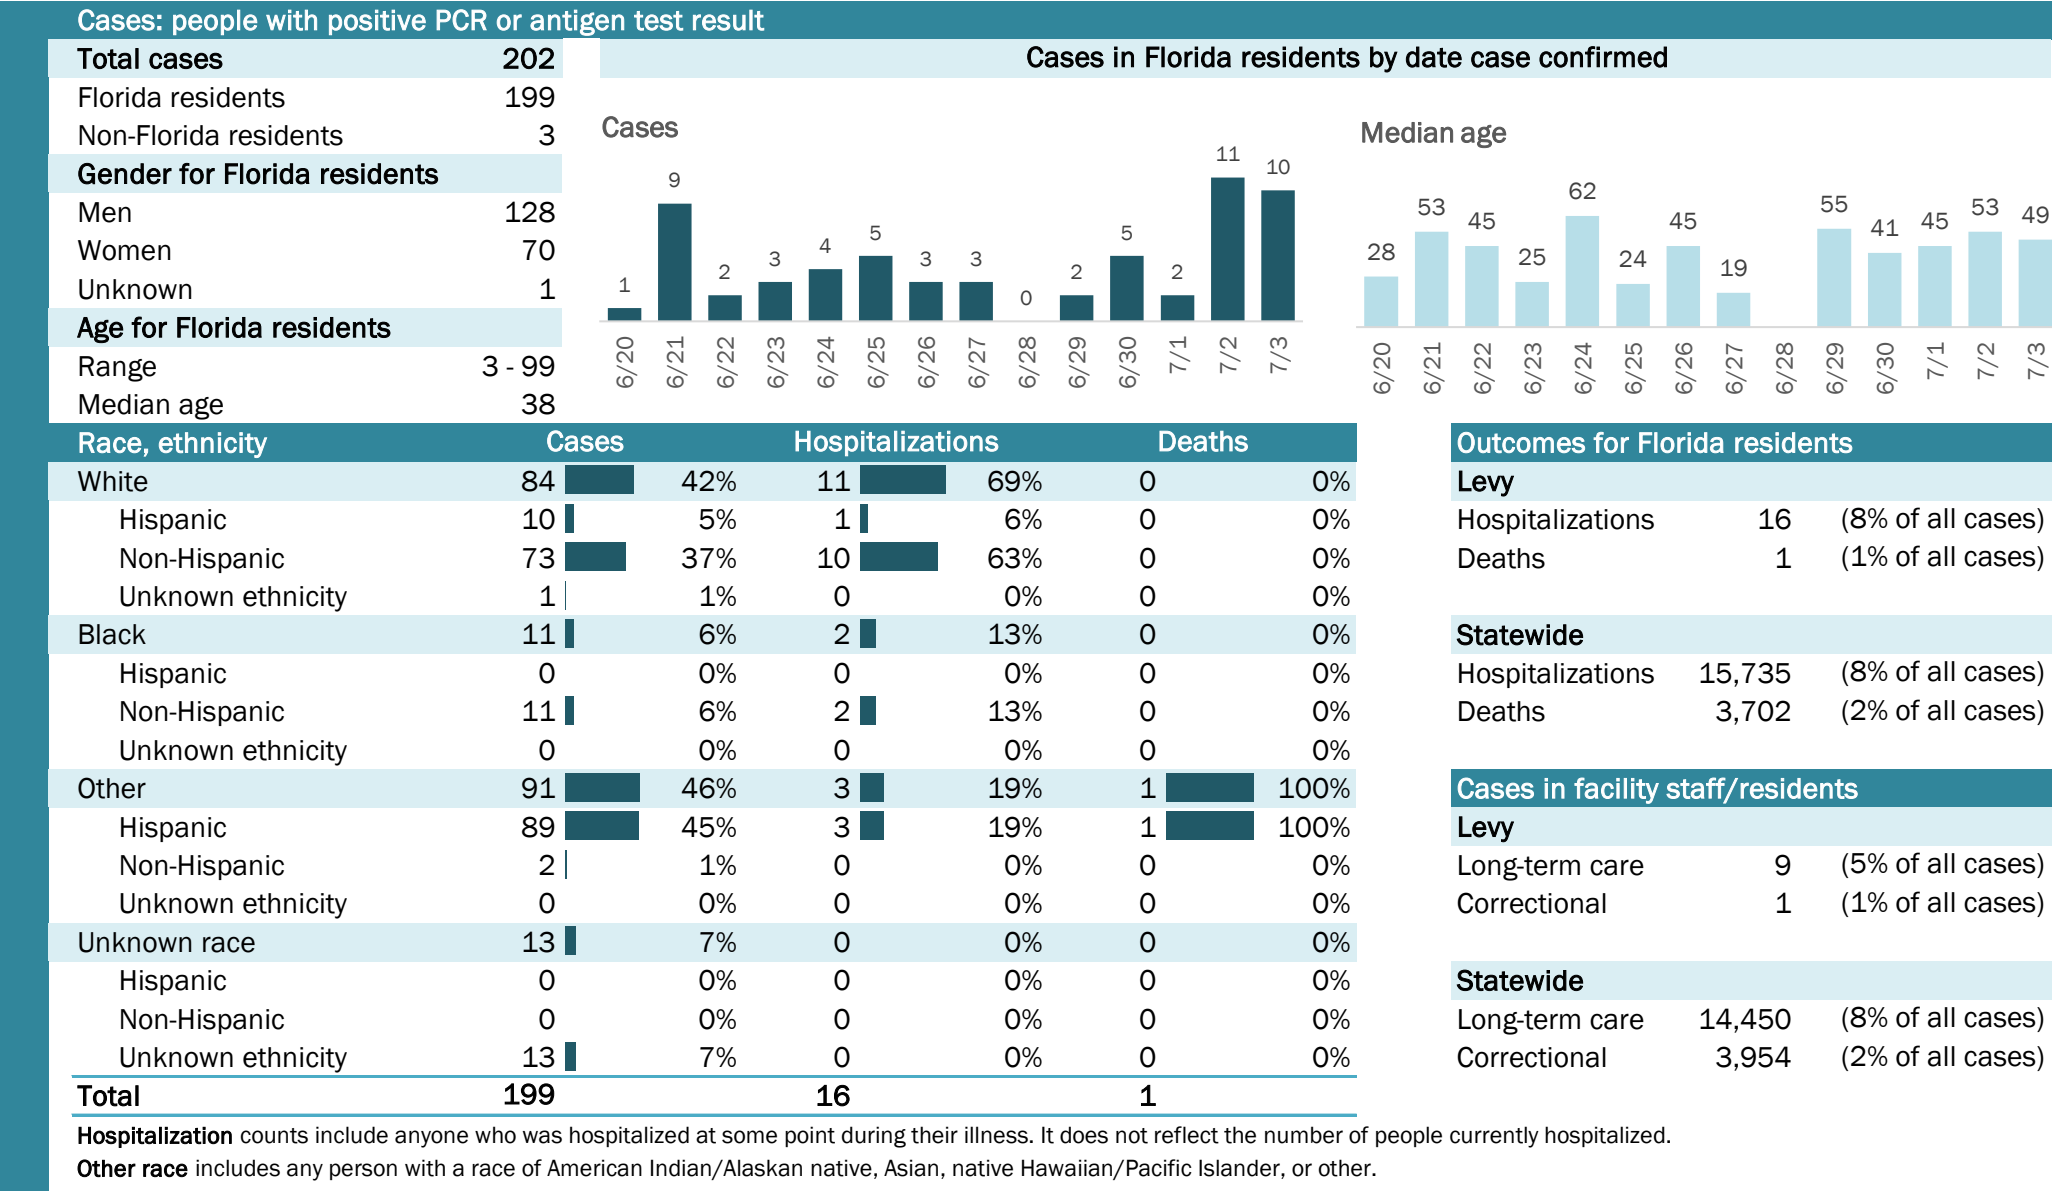 Cases: people with positive PCR or antigen test result
Total cases 202
Florida residents 199
Non-Florida residents 3
Gender for Florida residents
Men 128
Women 70
Unknown 1
Age for Florida residents
Range 3 - 99
Median age 38
Cases in Florida residents by date case confirmed
Cases
1 9 2 3 4 5 3 3 0 2 5 2 11 10
6/20 6/21 6/22 6/23 6/24 6/25 6/26 6/27 6/28 6/29 6/30 7/1 7/2 7/3
Median age
28 53 45 25 62 24 45 19 55 41 45 53 49
6/20 6/21 6/22 6/23 6/24 6/25 6/26 6/27 6/28 6/29 6/30 7/1 7/2 7/3
Race, ethnicity Cases Hospitalizations Deaths
White 84 42% 11 69% 0 0%
Hispanic 10 5% 1 6% 0 0%
Non-Hispanic 73 37% 10 63% 0 0%
Unknown ethnicity 1 1% 0 0% 0 0%
Black 11 6% 2 13% 0 0%
Hispanic 0 0% 0 0% 0 0%
Non-Hispanic 11 6% 2 13% 0 0%
Unknown ethnicity 0 0% 0 0% 0 0%
Other 91 46% 3 19% 1 100%
Hispanic 89 45% 3 19% 1 100%
Non-Hispanic 2 1% 0 0% 0 0%
Unknown ethnicity 0 0% 0 0% 0 0%
Unknown race 13 7% 0 0% 0 0%
Hispanic 0 0% 0 0% 0 0%
Non-Hispanic 0 0% 0 0% 0 0%
Unknown ethnicity 13 7% 0 0% 0 0%
Total 199 16 1
Outcomes for Florida residents
Levy
Hospitalizations 16 (8% of all cases)
Deaths 1 (1% of all cases)
Statewide
Hospitalizations 15,735 (8% of all cases)
Deaths 3,702 (2% of all cases)
Cases in facility staff/residents
Levy
Long-term care 9 (5% of all cases)
Correctional 1 (1% of all cases)
Statewide
Long-term care 14,450 (8% of all cases)
Correctional 3,954 (2% of all cases)
Hospitalization counts include anyone who was hospitalized at some point during their illness. It does not reflect the number of people currently hospitalized.
Other race includes any person with a race of American Indian/Alaskan native, Asian, native Hawaiian/Pacific Islander, or other.